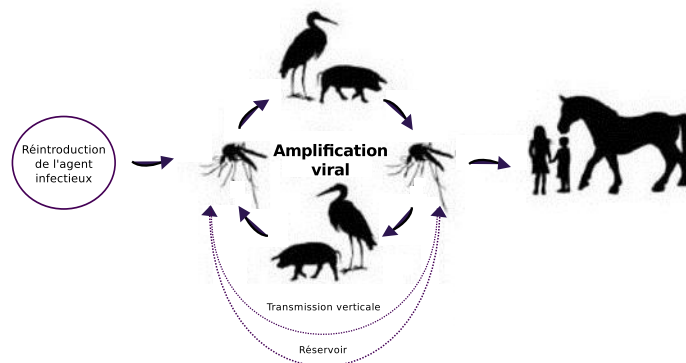 Réintroduction
de l'agent
infectieux
Amplification
viral
Transmission verticale
Réservoir